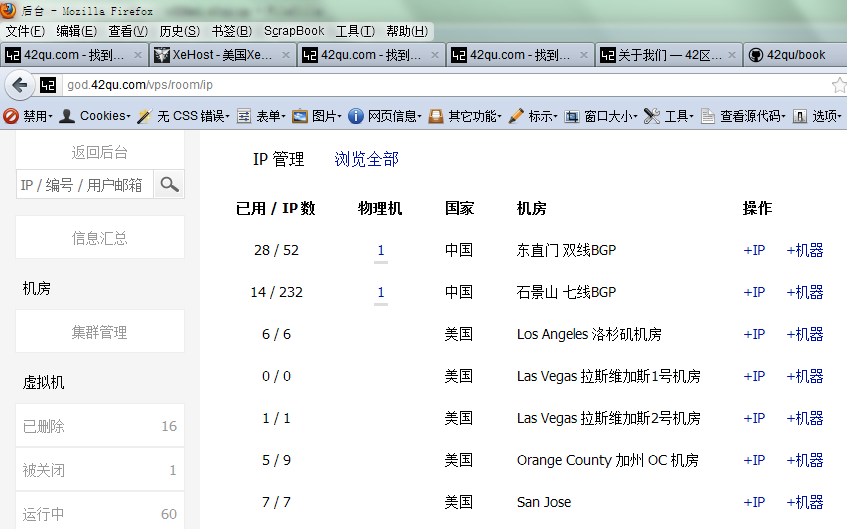 后台 - Mozilla Firefox
文件(F) 编辑(E) 查看(V) 历史(S) 书签(B) ScrapBook 工具(T) 帮助(H)
42qu.com - 找到... XeHost - 美国Xe... 42qu.com - 找到... 42qu.com - 找到... 关于我们 — 42区... 42qu/book
42 god.42qu.com/vps/room/ip
禁用 Cookies 无 CSS 错误 表单 图片 网页信息 其它功能 标示 窗口大小 工具 查看源代码 选项
返回后台
IP / 编号 / 用户邮箱
信息汇总
机房
集群管理
虚拟机
已删除 16
被关闭 1
运行中 60
IP 管理 浏览全部
已用 / IP 数 物理机 国家 机房 操作
28 / 52 1 中国 东直门 双线BGP +IP +机器
14 / 232 1 中国 石景山 七线BGP +IP +机器
6 / 6 美国 Los Angeles 洛杉矶机房 +IP +机器
0 / 0 美国 Las Vegas 拉斯维加斯1号机房 +IP +机器
1 / 1 美国 Las Vegas 拉斯维加斯2号机房 +IP +机器
5 / 9 美国 Orange County 加州 OC 机房 +IP +机器
7 / 7 美国 San Jose +IP +机器